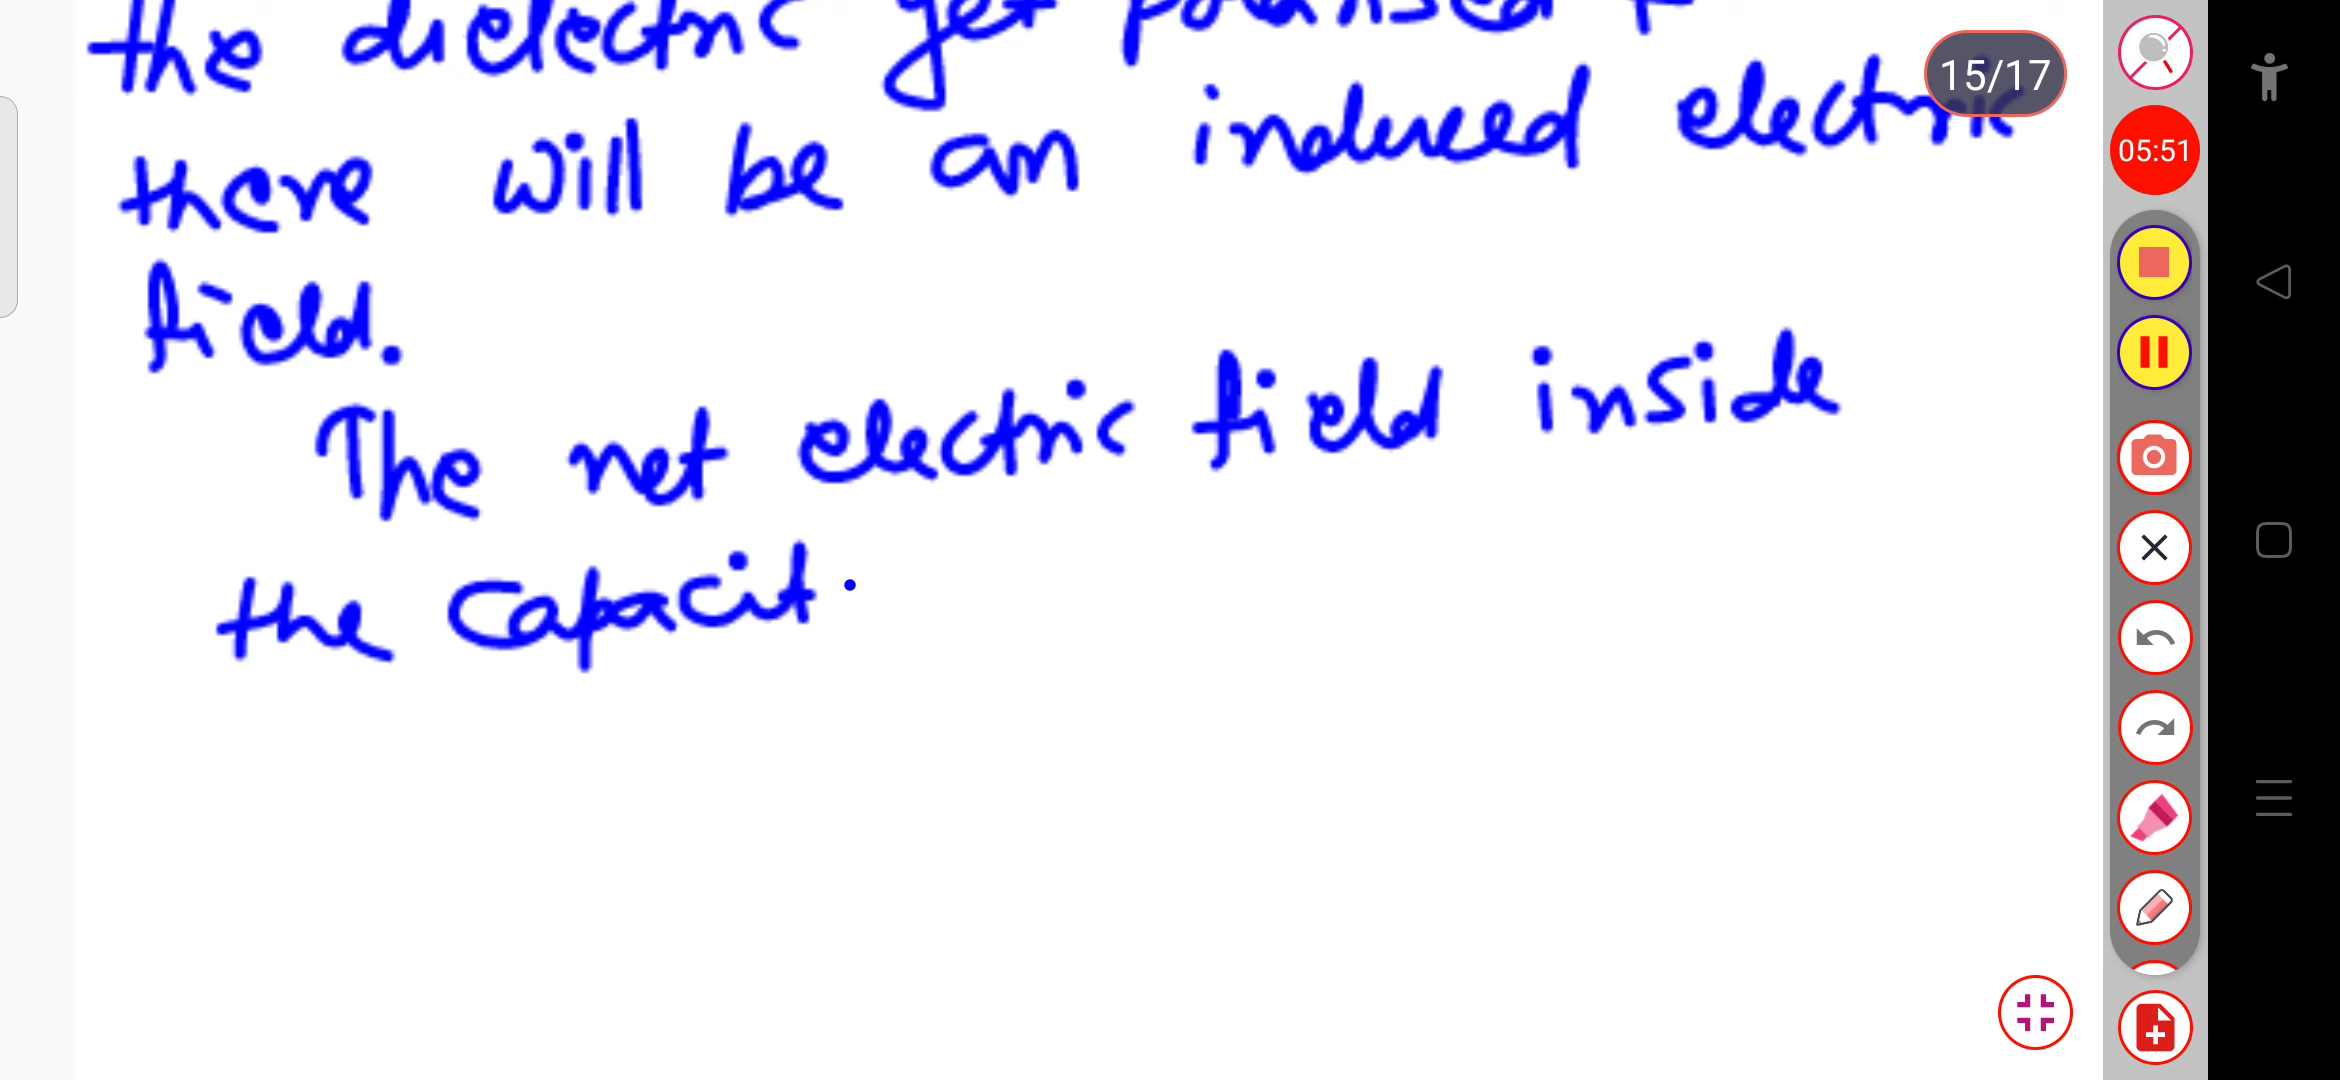 the dielectric get polarised &
15/17
there will be an induced electric
05:51
field.
The net electric field inside
the capacit